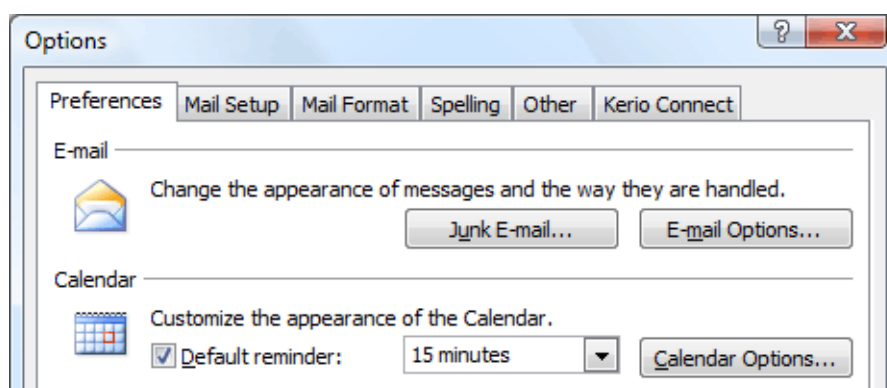 Options
Preferences Mail Setup Mail Format Spelling Other Kerio Connect
E-mail
Change the appearance of messages and the way they are handled.
Junk E-mail... E-mail Options...
Calendar
Customize the appearance of the Calendar.
Default reminder: 15 minutes Calendar Options...